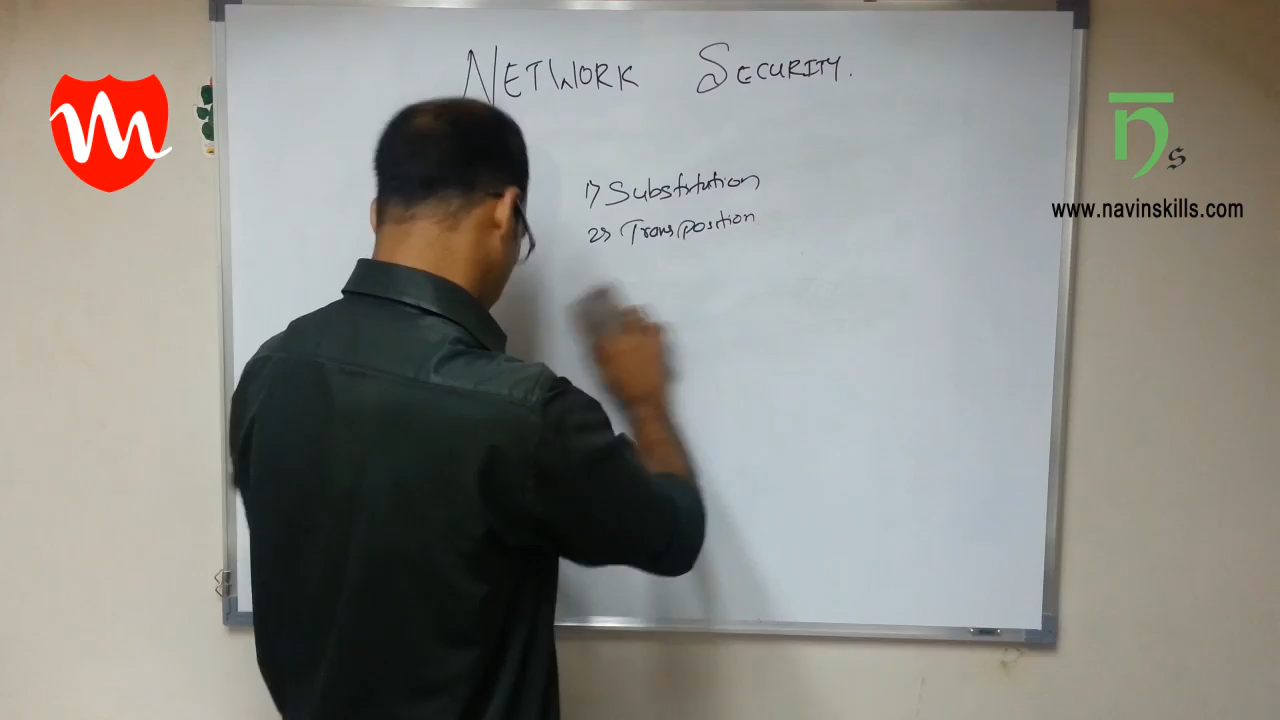 NETWORK SECURITY.
1) Substitution
2) Transposition
n s
www.navinskills.com